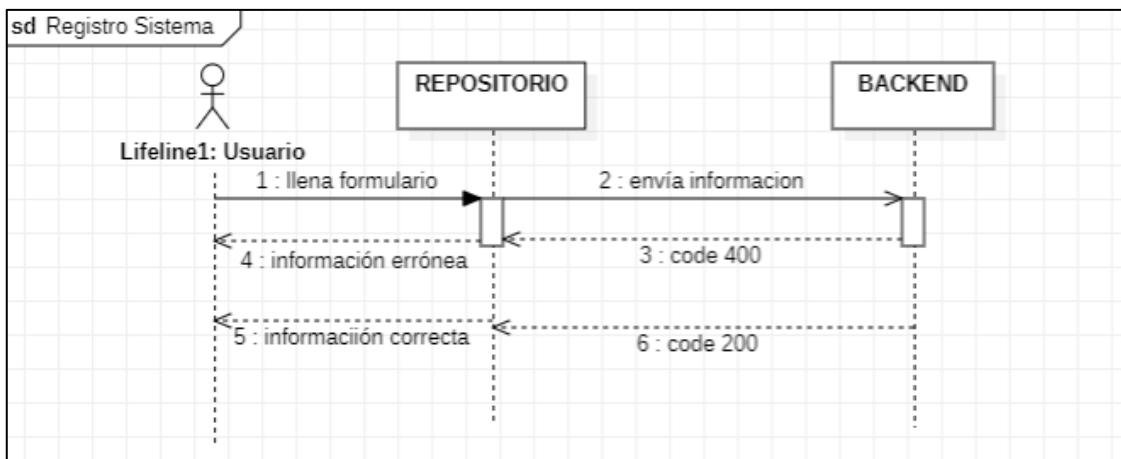 sd Registro Sistema
REPOSITORIO
BACKEND
Lifeline1: Usuario
1 : llena formulario
2 : envía informacion
3 : code 400
4 : información errónea
5 : informaciión correcta
6 : code 200